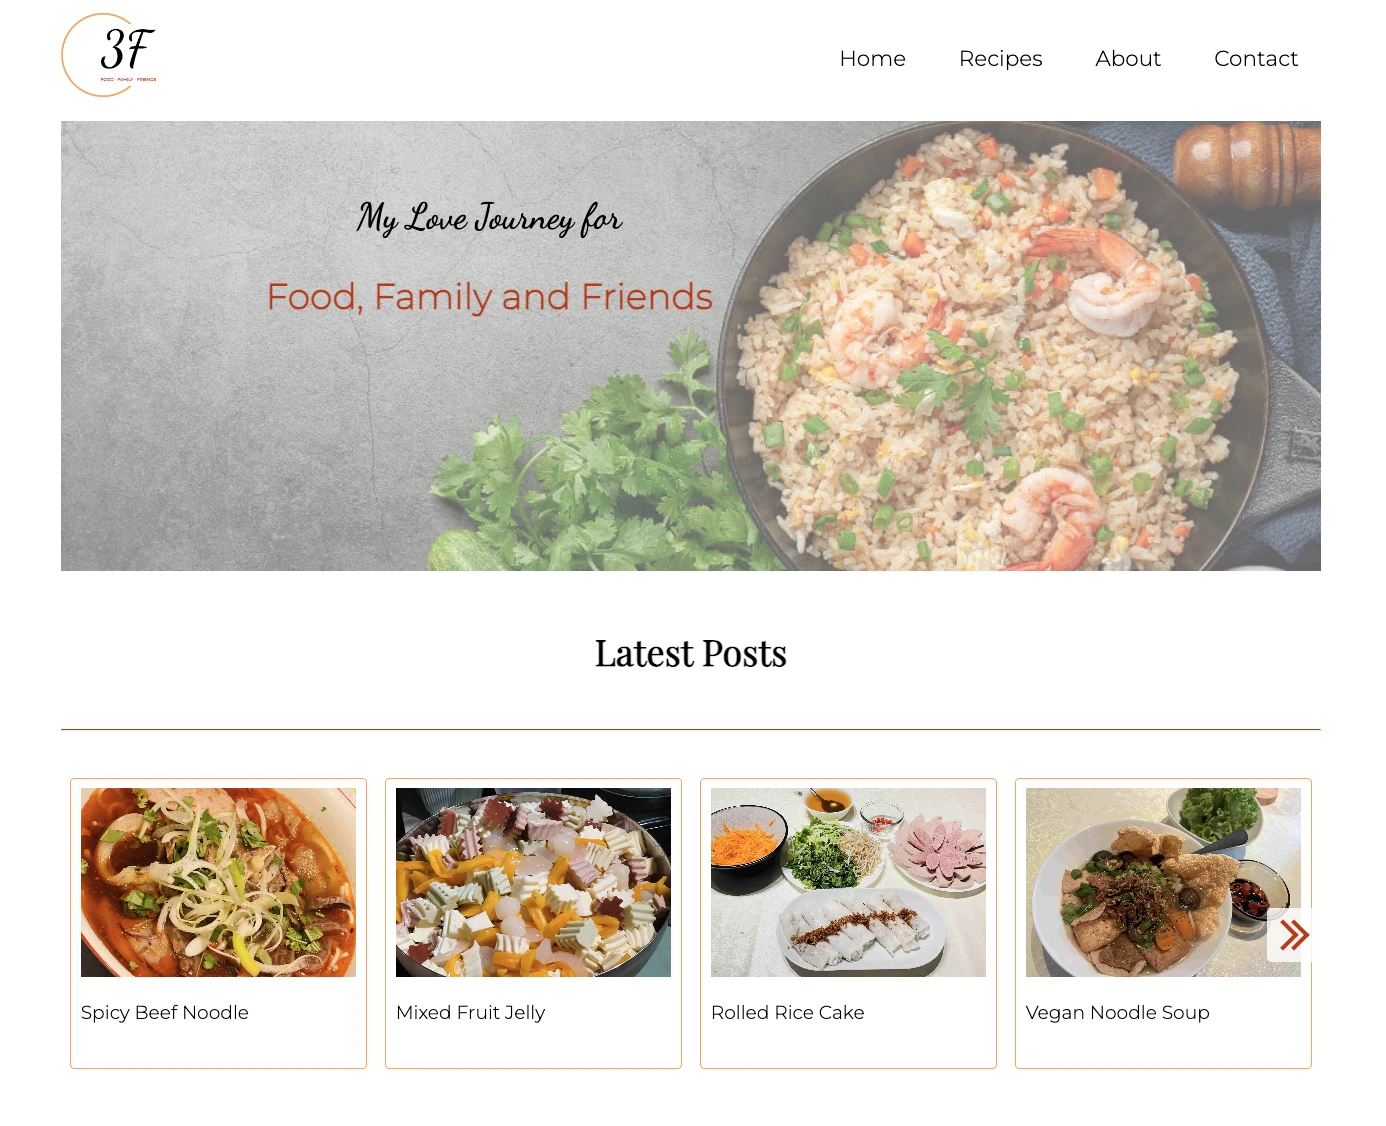 3F
FOOD · FAMILY · FRIENDS
Home Recipes About Contact
My Love Journey for
Food, Family and Friends
Latest Posts
Spicy Beef Noodle
Mixed Fruit Jelly
Rolled Rice Cake
Vegan Noodle Soup